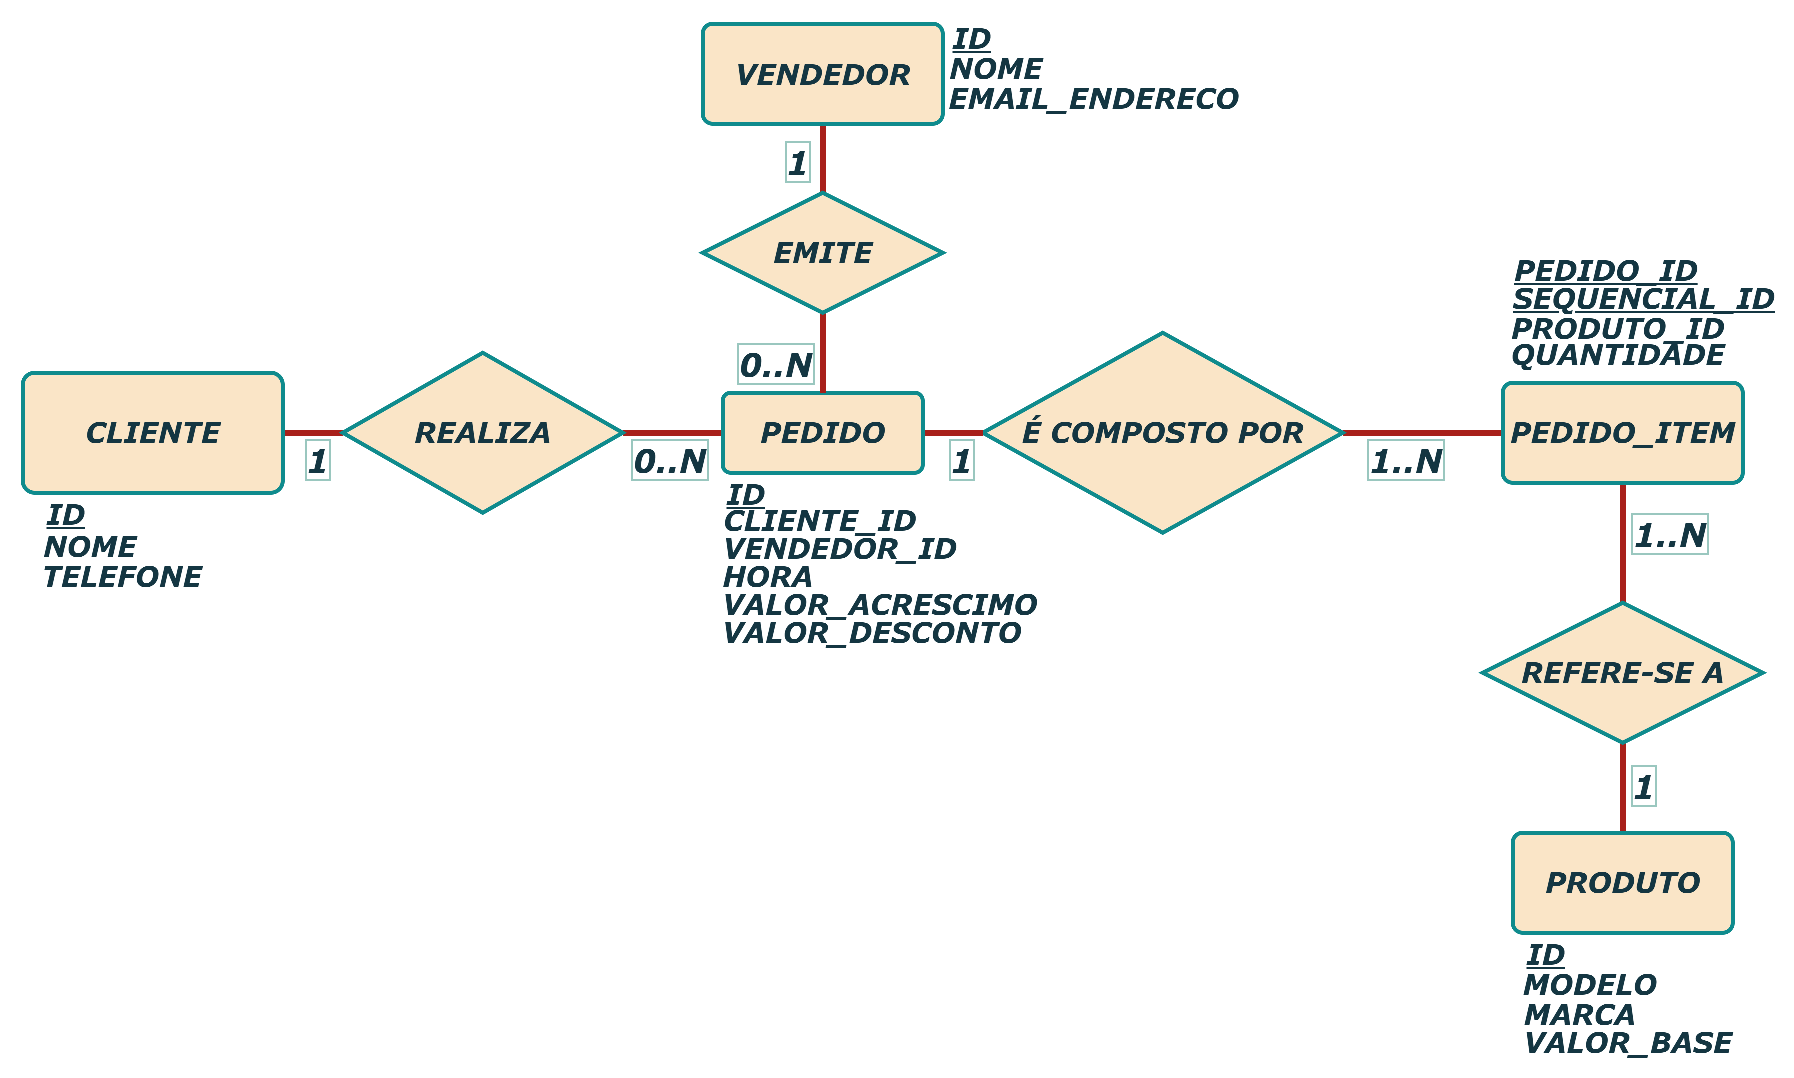 VENDEDOR
ID
NOME
EMAIL_ENDERECO
1
EMITE
0..N
CLIENTE
ID
NOME
TELEFONE
1
REALIZA
0..N
PEDIDO
ID
CLIENTE_ID
VENDEDOR_ID
HORA
VALOR_ACRESCIMO
VALOR_DESCONTO
1
É COMPOSTO POR
1..N
PEDIDO_ID
SEQUENCIAL_ID
PRODUTO_ID
QUANTIDADE
PEDIDO_ITEM
1..N
REFERE-SE A
1
PRODUTO
ID
MODELO
MARCA
VALOR_BASE